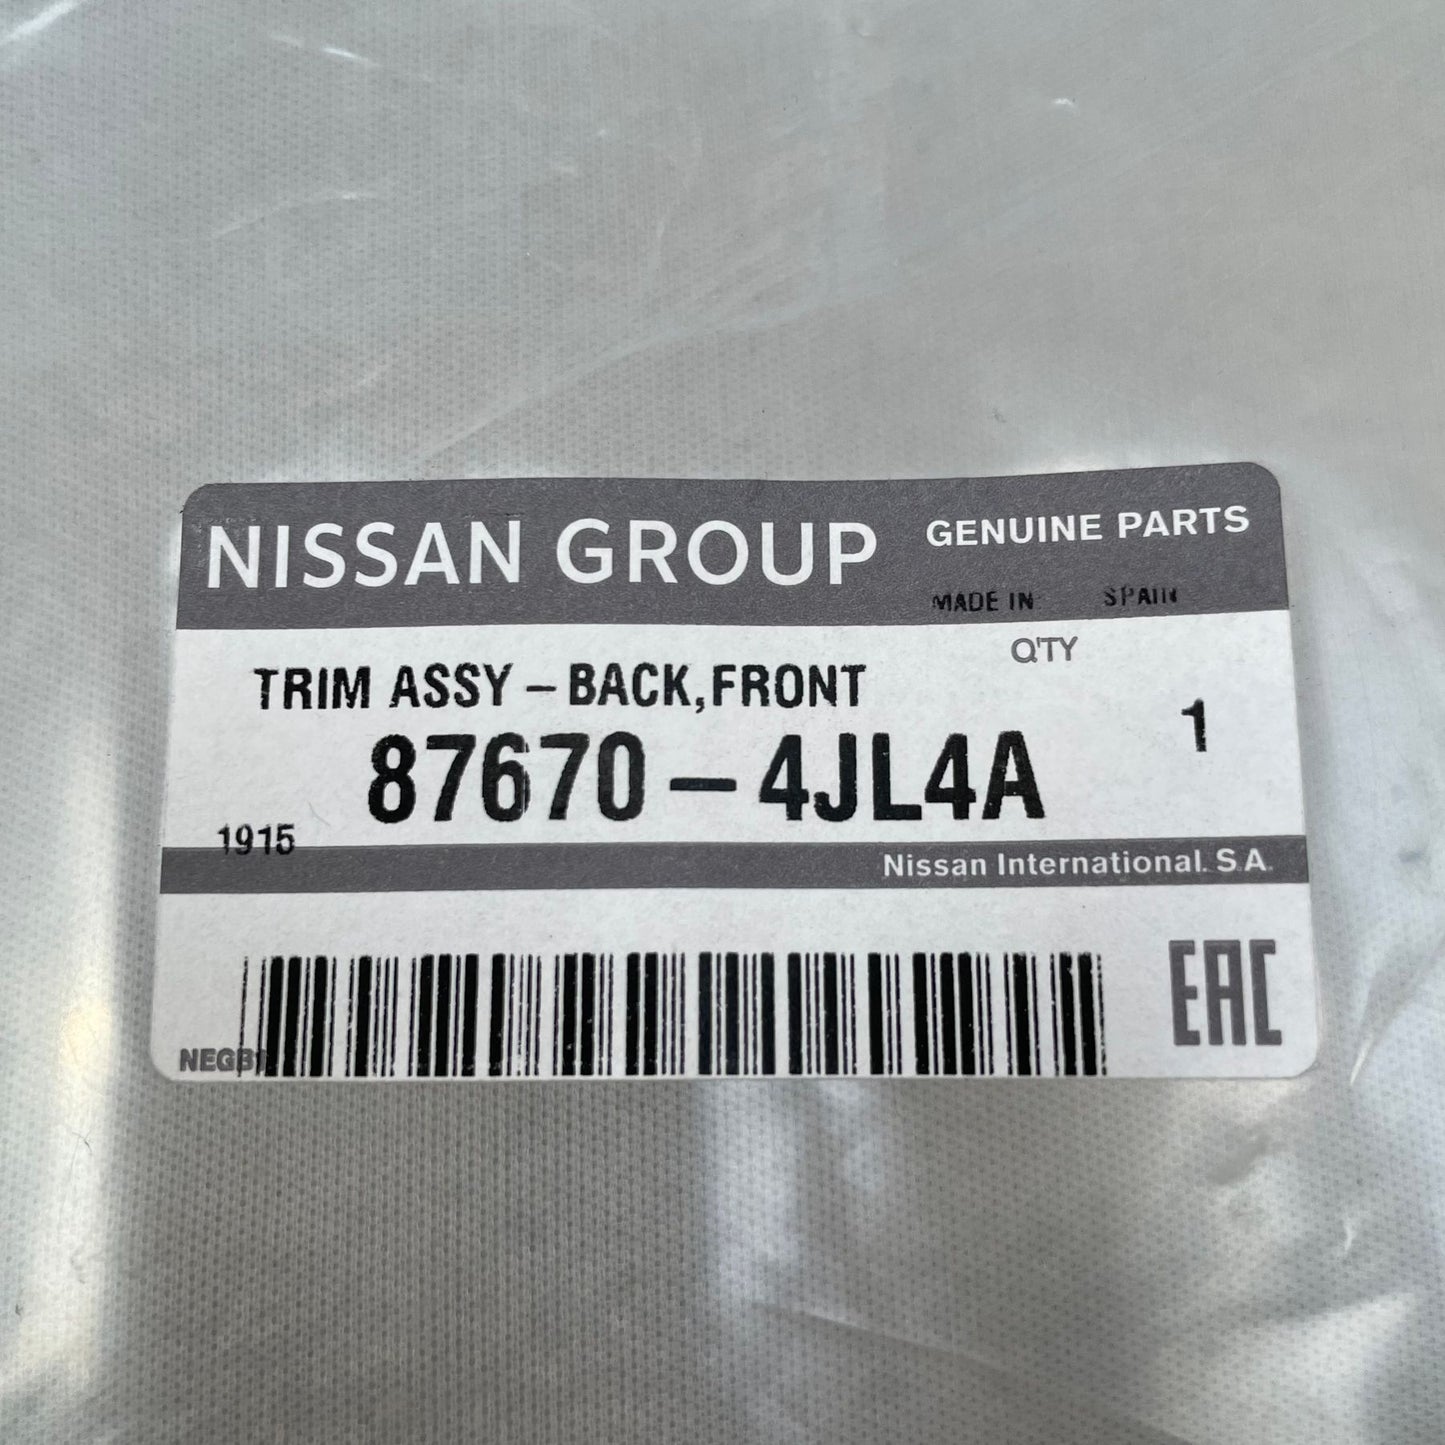 NISSAN GROUP
GENUINE PARTS
MADE IN SPAIN
Q'TY
TRIM ASSY - BACK,FRONT
1
87670-4JL4A
1915
Nissan International. S.A.
EAC
NEGB1